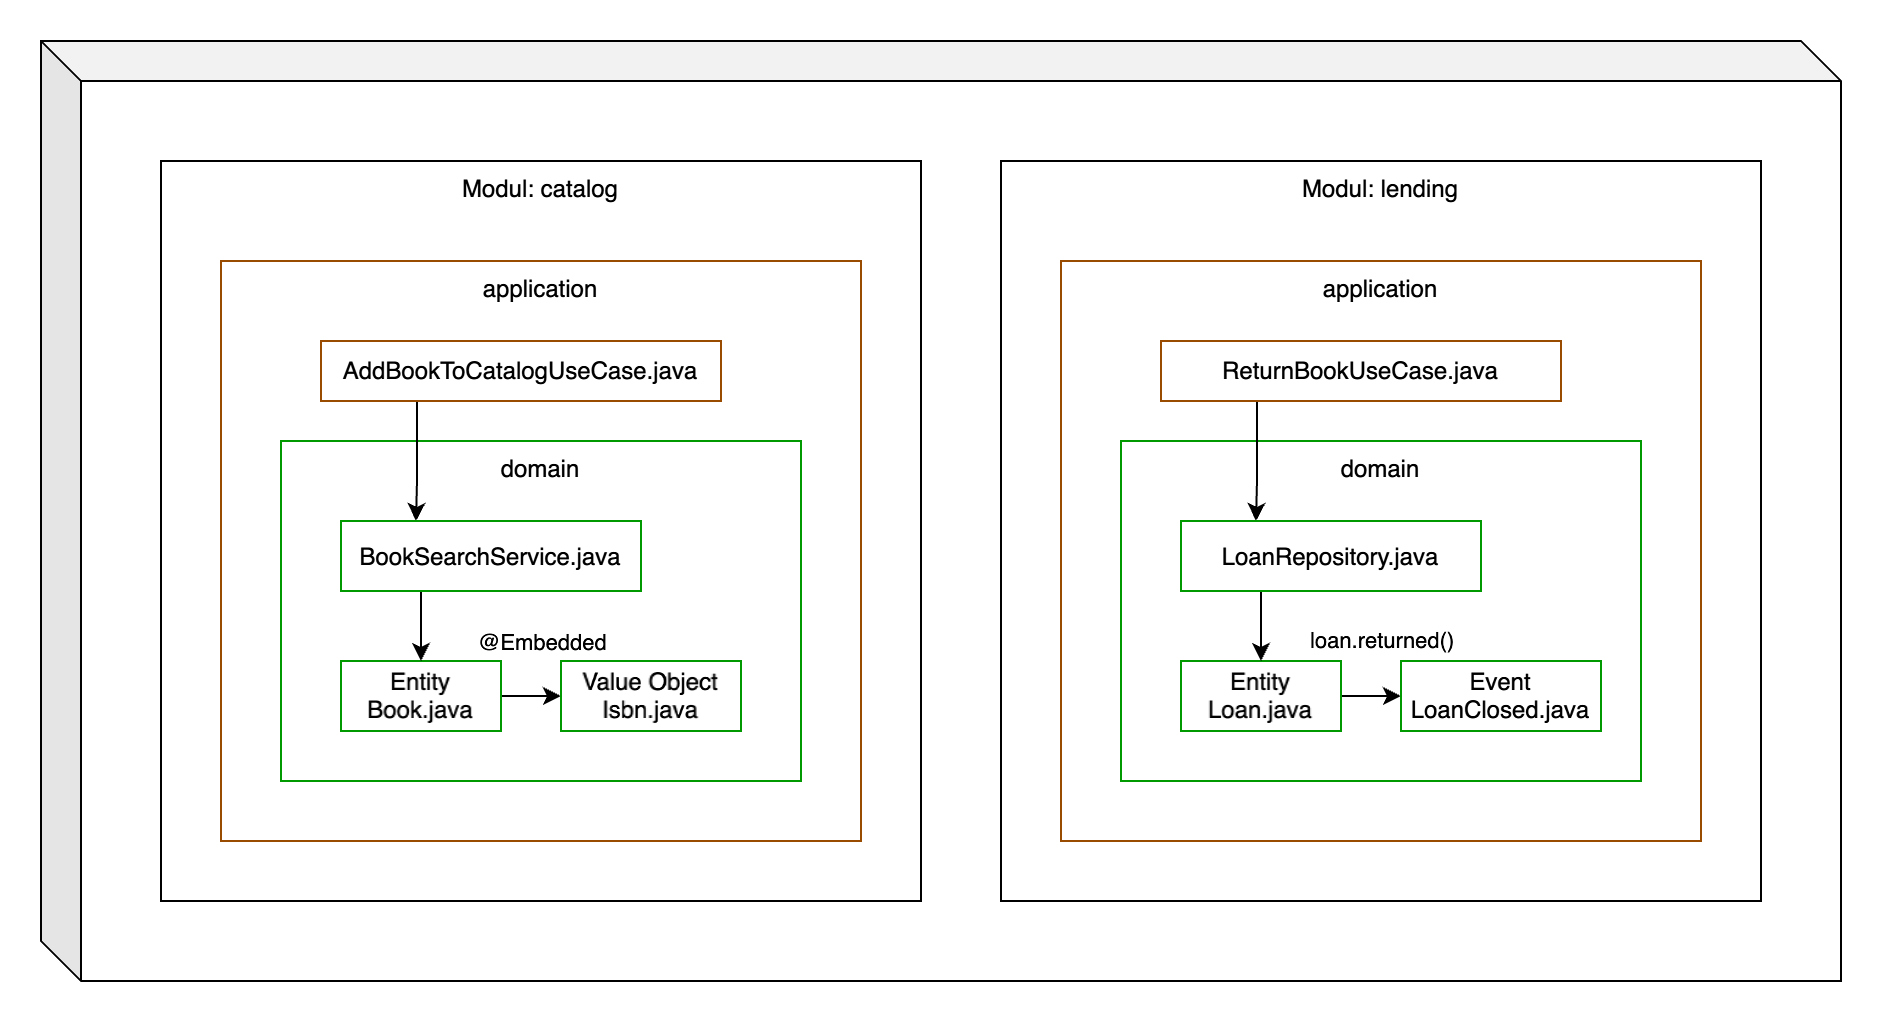 Modul: catalog
application
AddBookToCatalogUseCase.java
domain
BookSearchService.java
@Embedded
Entity
Book.java
Value Object
Isbn.java
Modul: lending
application
ReturnBookUseCase.java
domain
LoanRepository.java
loan.returned()
Entity
Loan.java
Event
LoanClosed.java